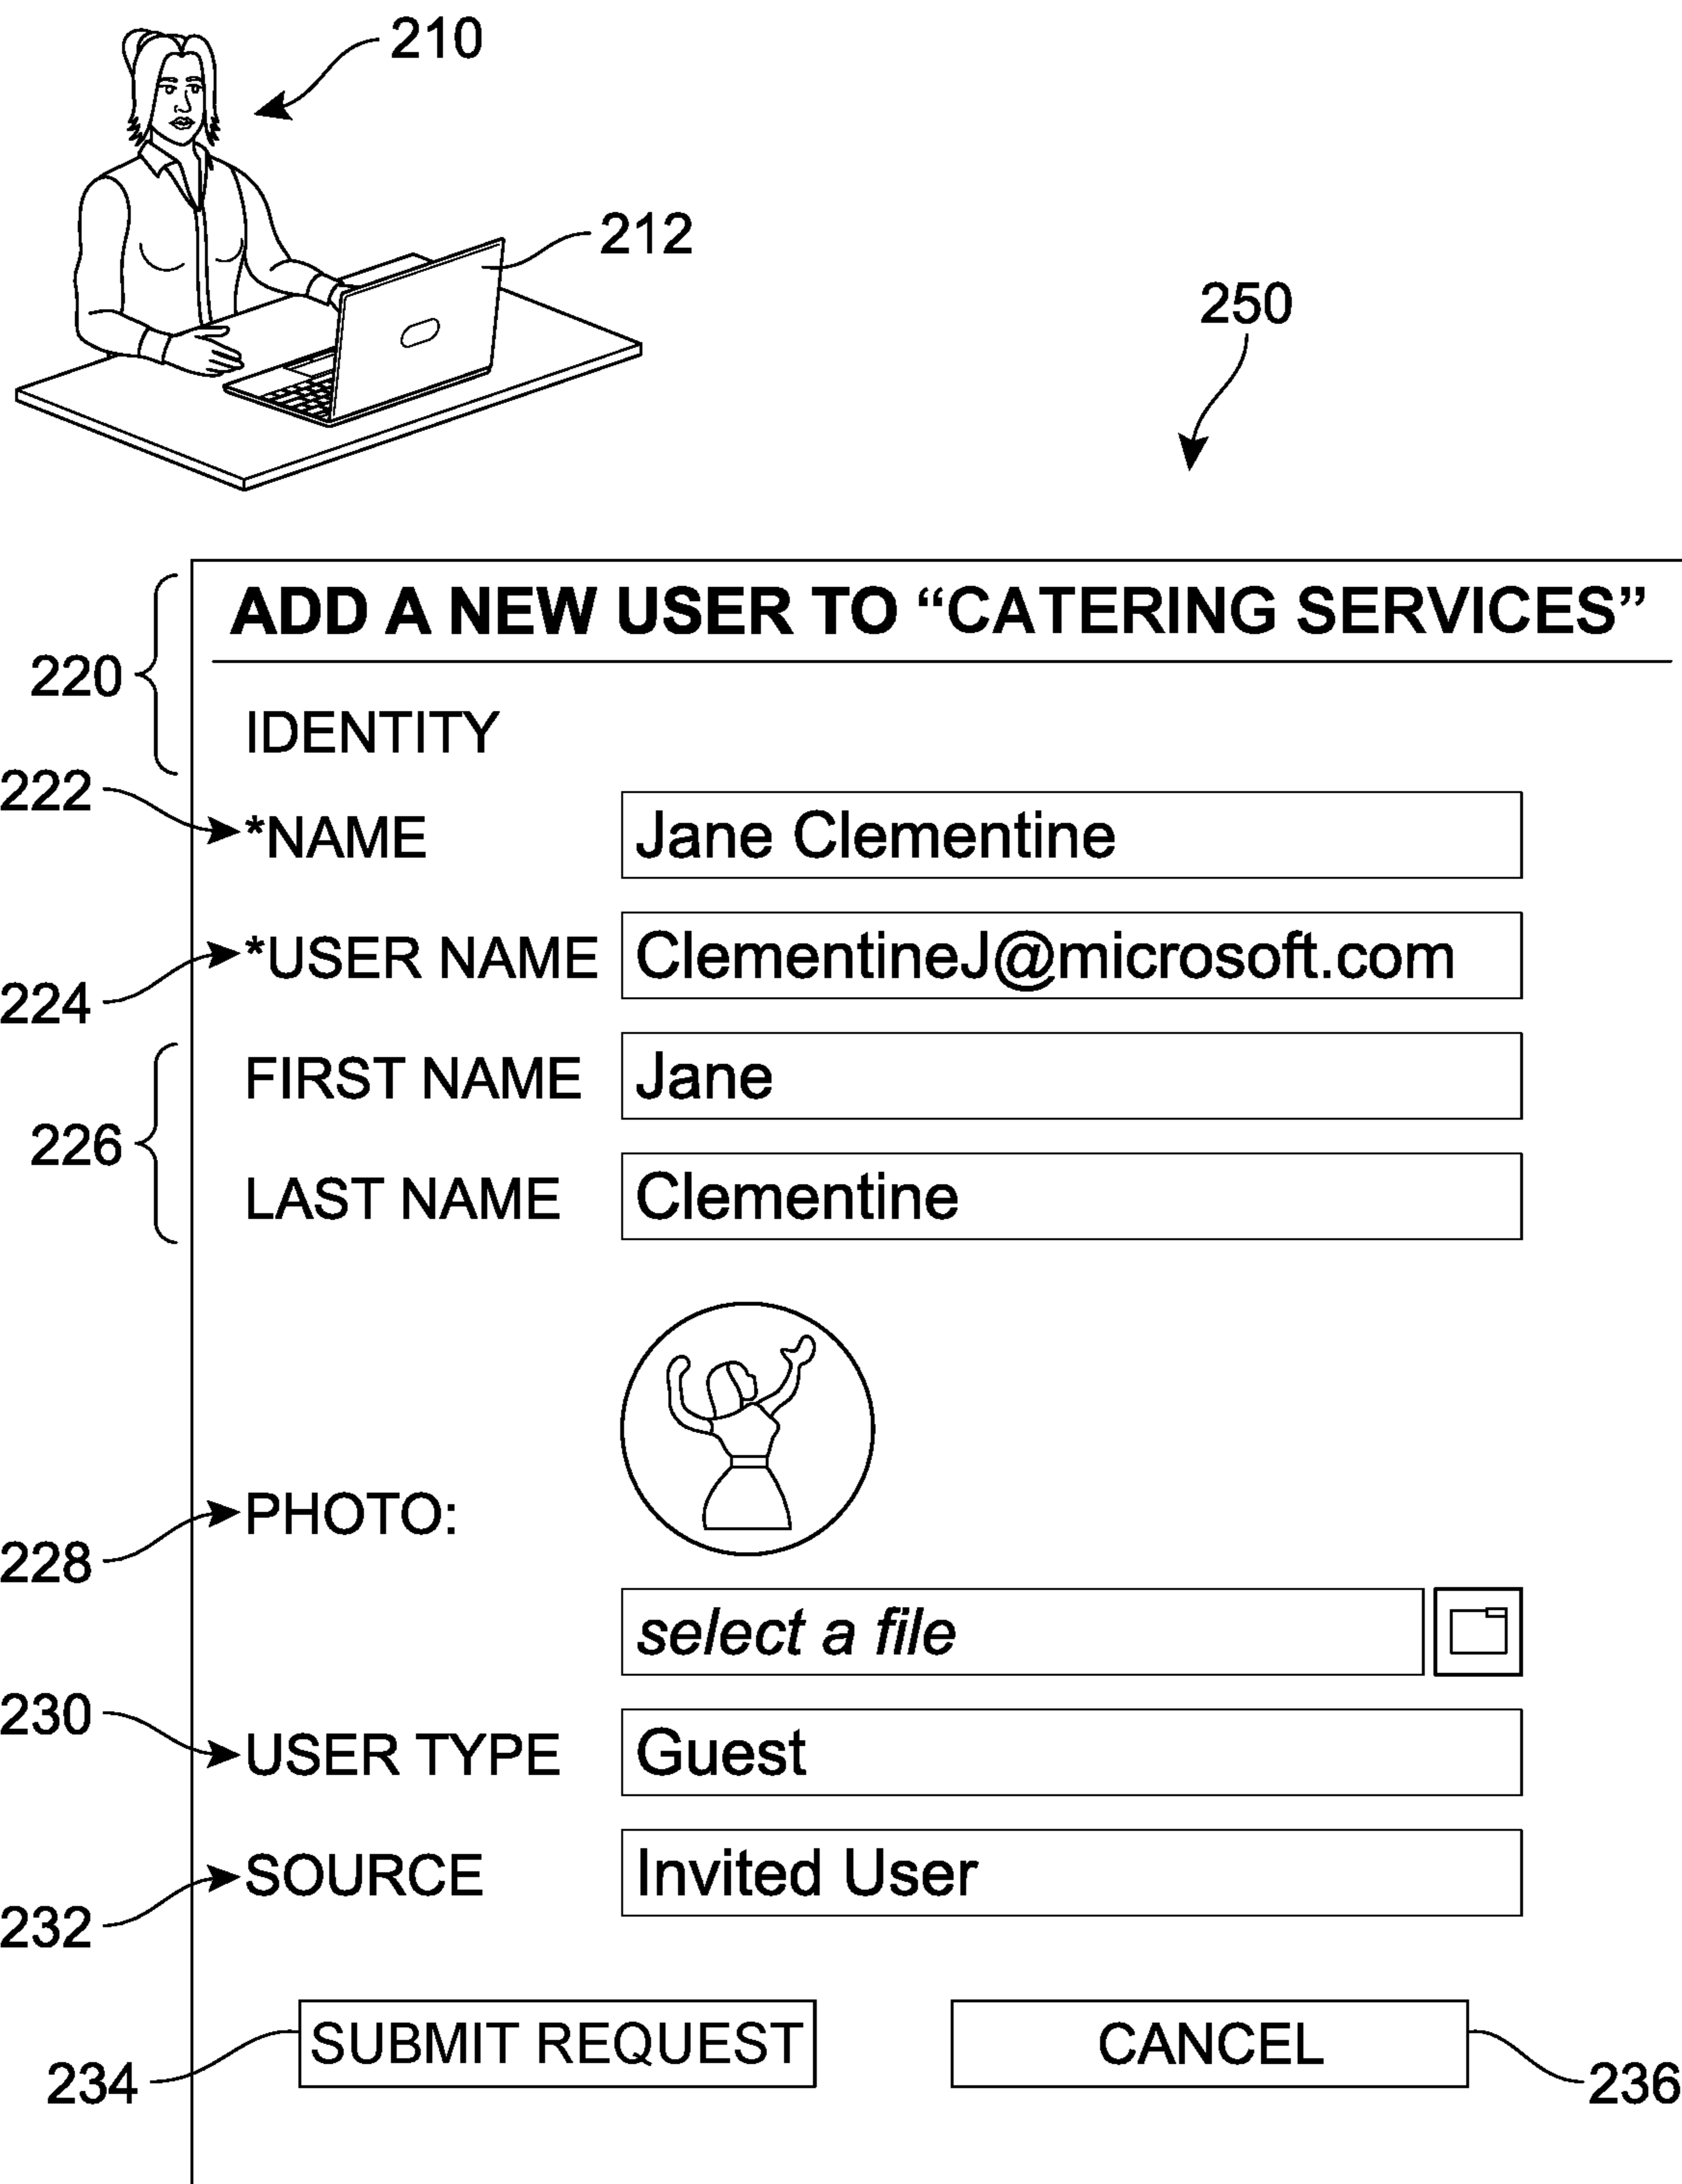 210
212
250
ADD A NEW USER TO “CATERING SERVICES”
220
IDENTITY
222
*NAME Jane Clementine
*USER NAME ClementineJ@microsoft.com
224
FIRST NAME Jane
226
LAST NAME Clementine
PHOTO:
228
select a file
230
USER TYPE Guest
SOURCE Invited User
232
SUBMIT REQUEST CANCEL
234 236